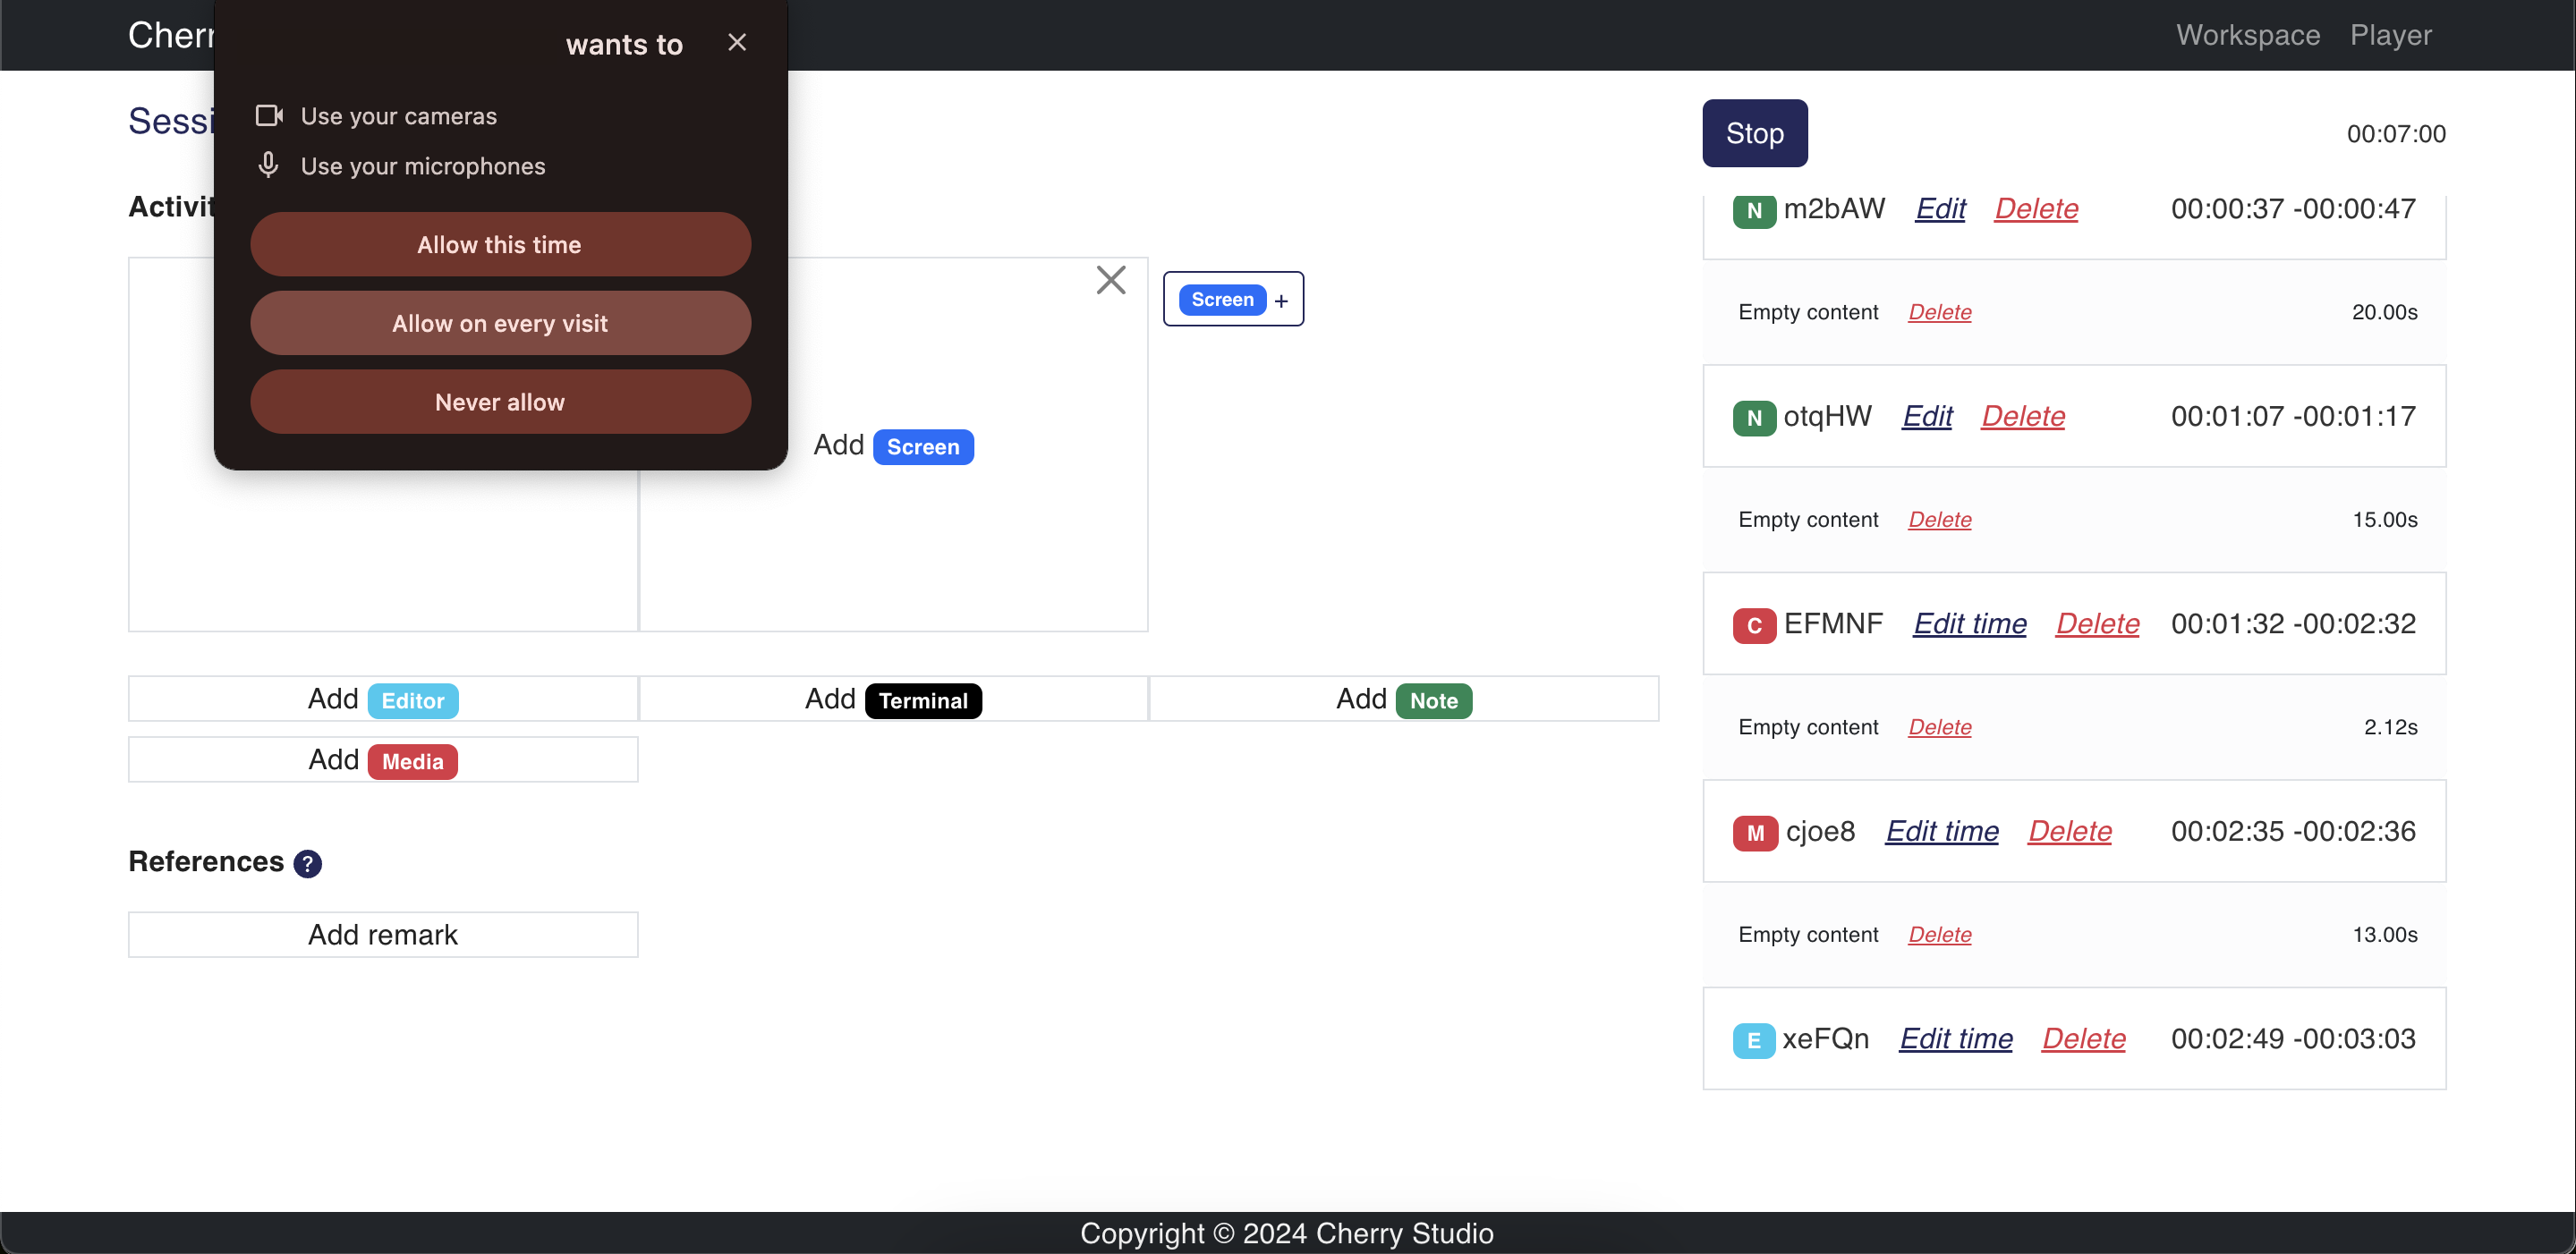 Cherr
wants to
Workspace Player
Use your cameras
Use your microphones
Allow this time
Allow on every visit
Never allow
Sessi
Activit
Add Screen
Screen +
Add Editor
Add Terminal
Add Note
Add Media
References ?
Add remark
Stop
00:07:00
N m2bAW Edit Delete 00:00:37 -00:00:47
Empty content Delete 20.00s
N otqHW Edit Delete 00:01:07 -00:01:17
Empty content Delete 15.00s
C EFMNF Edit time Delete 00:01:32 -00:02:32
Empty content Delete 2.12s
M cjoe8 Edit time Delete 00:02:35 -00:02:36
Empty content Delete 13.00s
E xeFQn Edit time Delete 00:02:49 -00:03:03
Copyright © 2024 Cherry Studio